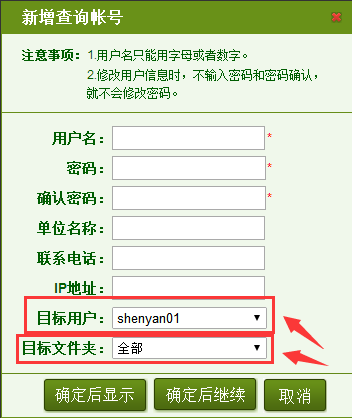 新增查询帐号
注意事项：1.用户名只能用字母或者数字。
2.修改用户信息时，不输入密码和密码确认，
就不会修改密码。
用户名： *
密码： *
确认密码： *
单位名称：
联系电话：
IP地址：
目标用户： shenyan01
目标文件夹： 全部
确定后显示 确定后继续 取消